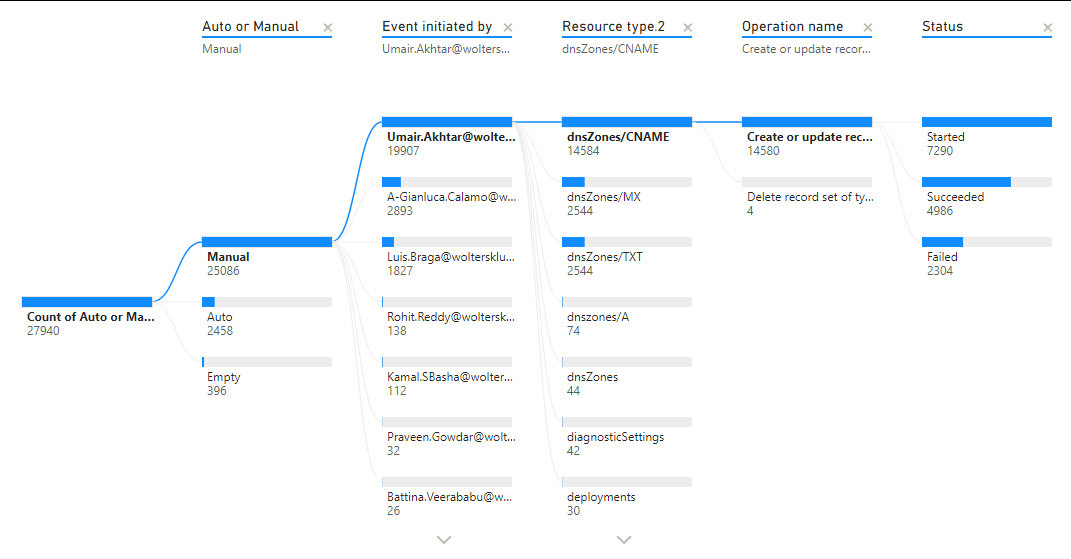 Auto or Manual
Manual
Event initiated by
Umair.Akhtar@wolters...
Resource type.2
dnsZones/CNAME
Operation name
Create or update recor...
Status
Count of Auto or Ma...
27940
Manual
25086
Auto
2458
Empty
396
Umair.Akhtar@wolte...
19907
A-Gianluca.Calamo@w...
2893
Luis.Braga@woltersklu...
1827
Rohit.Reddy@woltersk...
138
Kamal.SBasha@wolter...
112
Praveen.Gowdar@wolt...
32
Battina.Veerababu@w...
26
dnsZones/CNAME
14584
dnsZones/MX
2544
dnsZones/TXT
2544
dnszones/A
74
dnsZones
44
diagnosticSettings
42
deployments
30
Create or update rec...
14580
Delete record set of ty...
4
Started
7290
Succeeded
4986
Failed
2304